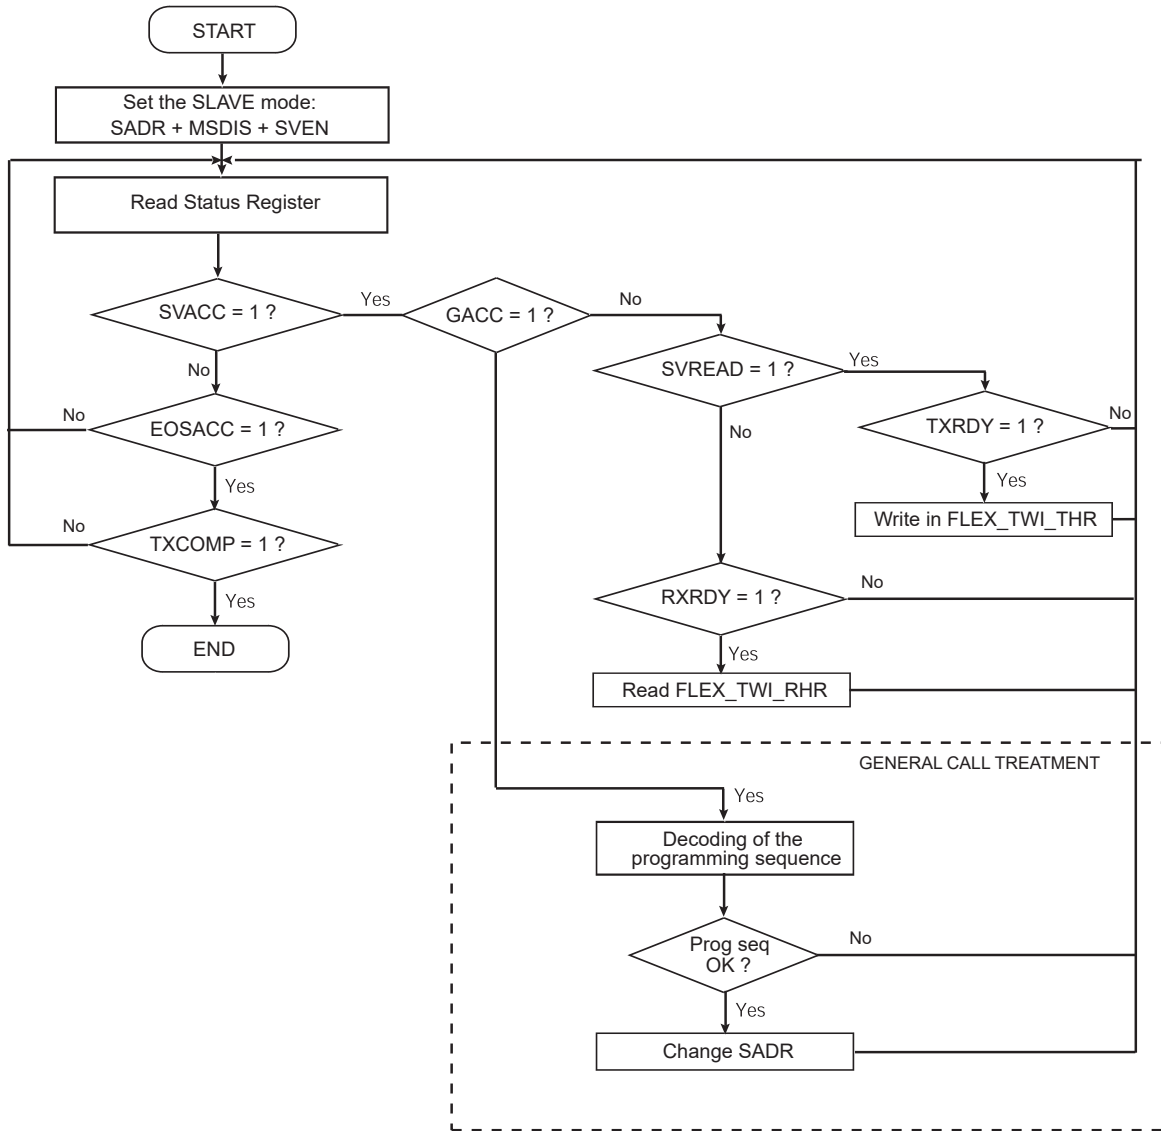 START
Set the SLAVE mode:
SADR + MSDIS + SVEN
Read Status Register
SVACC = 1 ?
Yes
GACC = 1 ?
No
SVREAD = 1 ?
Yes
No
EOSACC = 1 ?
No
TXRDY = 1 ?
No
No
Yes
Yes
Write in FLEX_TWI_THR
No
TXCOMP = 1 ?
Yes
END
RXRDY = 1 ?
No
Yes
Read FLEX_TWI_RHR
GENERAL CALL TREATMENT
Yes
Decoding of the
programming sequence
Prog seq
OK ?
No
Yes
Change SADR